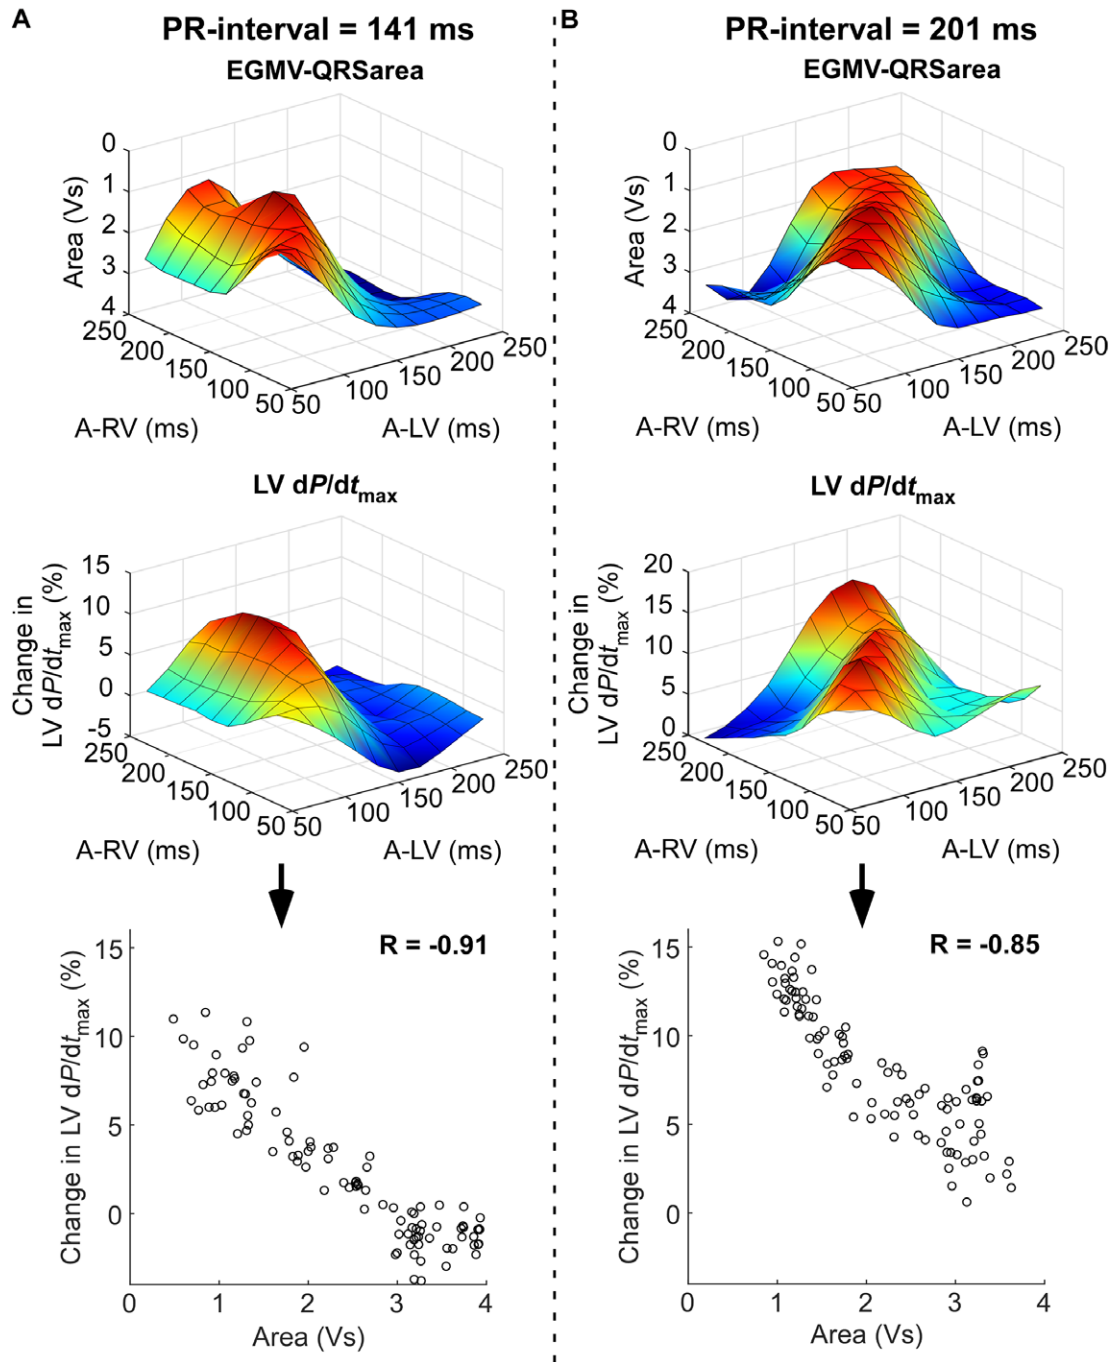 A
PR-interval = 141 ms
EGMV-QRSarea
0
1
2
3
4
Area (Vs)
250
200
150
100
50
A-RV (ms)
50
100
150
200
250
A-LV (ms)
LV dP/dtmax
15
10
5
0
-5
Change in
LV dP/dtmax (%)
250
200
150
100
50
A-RV (ms)
50
100
150
200
250
A-LV (ms)
R = -0.91
15
10
5
0
Change in LV dP/dtmax (%)
0 1 2 3 4
Area (Vs)
B
PR-interval = 201 ms
EGMV-QRSarea
0
1
2
3
4
Area (Vs)
250
200
150
100
50
A-RV (ms)
50
100
150
200
250
A-LV (ms)
LV dP/dtmax
20
15
10
5
0
Change in
LV dP/dtmax (%)
250
200
150
100
50
A-RV (ms)
50
100
150
200
250
A-LV (ms)
R = -0.85
15
10
5
0
Change in LV dP/dtmax (%)
0 1 2 3 4
Area (Vs)